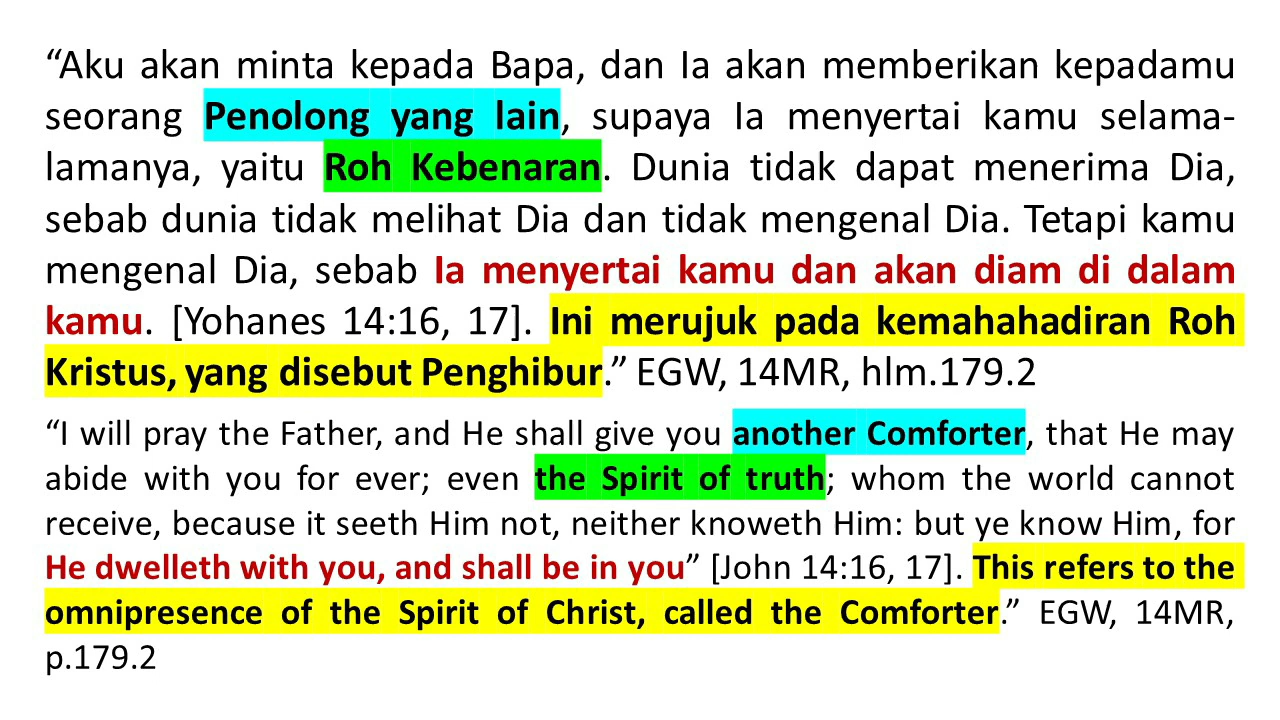 “Aku akan minta kepada Bapa, dan Ia akan memberikan kepadamu
seorang Penolong yang lain, supaya Ia menyertai kamu selama-
lamanya, yaitu Roh Kebenaran. Dunia tidak dapat menerima Dia,
sebab dunia tidak melihat Dia dan tidak mengenal Dia. Tetapi kamu
mengenal Dia, sebab Ia menyertai kamu dan akan diam di dalam
kamu. [Yohanes 14:16, 17]. Ini merujuk pada kemahahadiran Roh
Kristus, yang disebut Penghibur.” EGW, 14MR, hlm.179.2
“I will pray the Father, and He shall give you another Comforter, that He may
abide with you for ever; even the Spirit of truth; whom the world cannot
receive, because it seeth Him not, neither knoweth Him: but ye know Him, for
He dwelleth with you, and shall be in you” [John 14:16, 17]. This refers to the
omnipresence of the Spirit of Christ, called the Comforter.” EGW, 14MR,
p.179.2